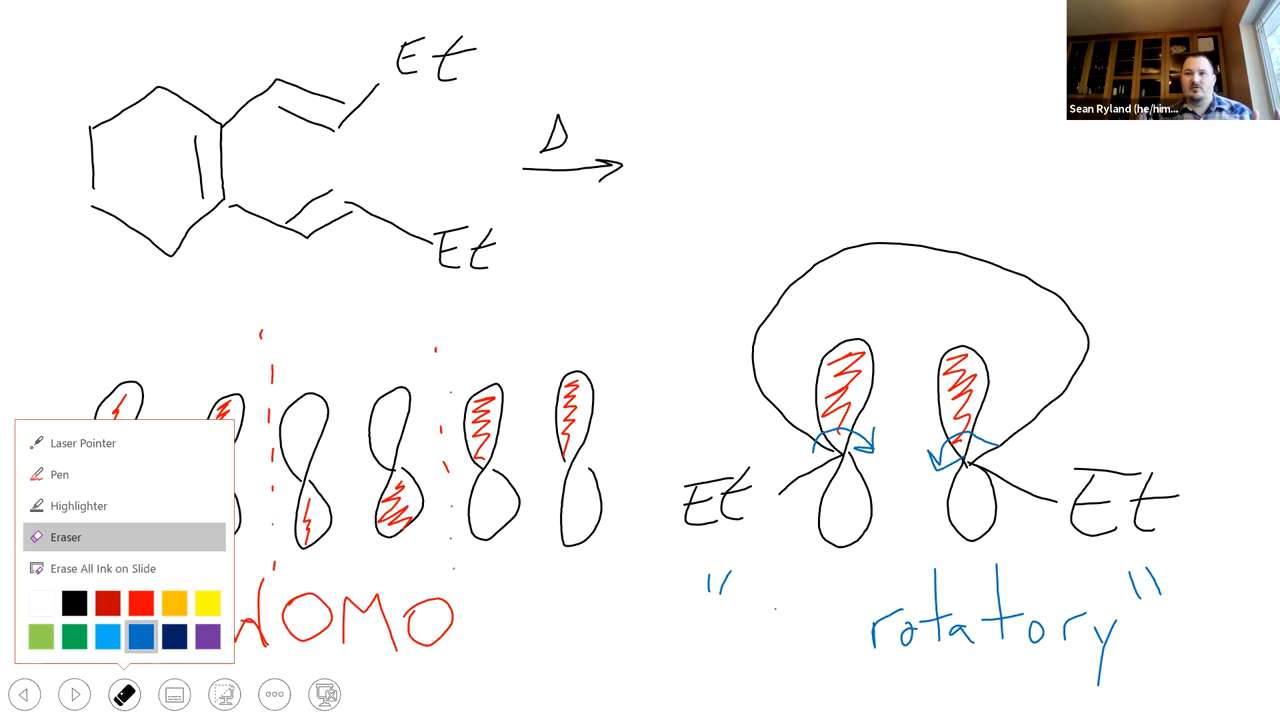 Et
Δ
Sean Ryland (he/him...
Et
Laser Pointer
Pen
Highlighter
Eraser
Erase All Ink on Slide
Et
Et
"rotatory"
HOMO